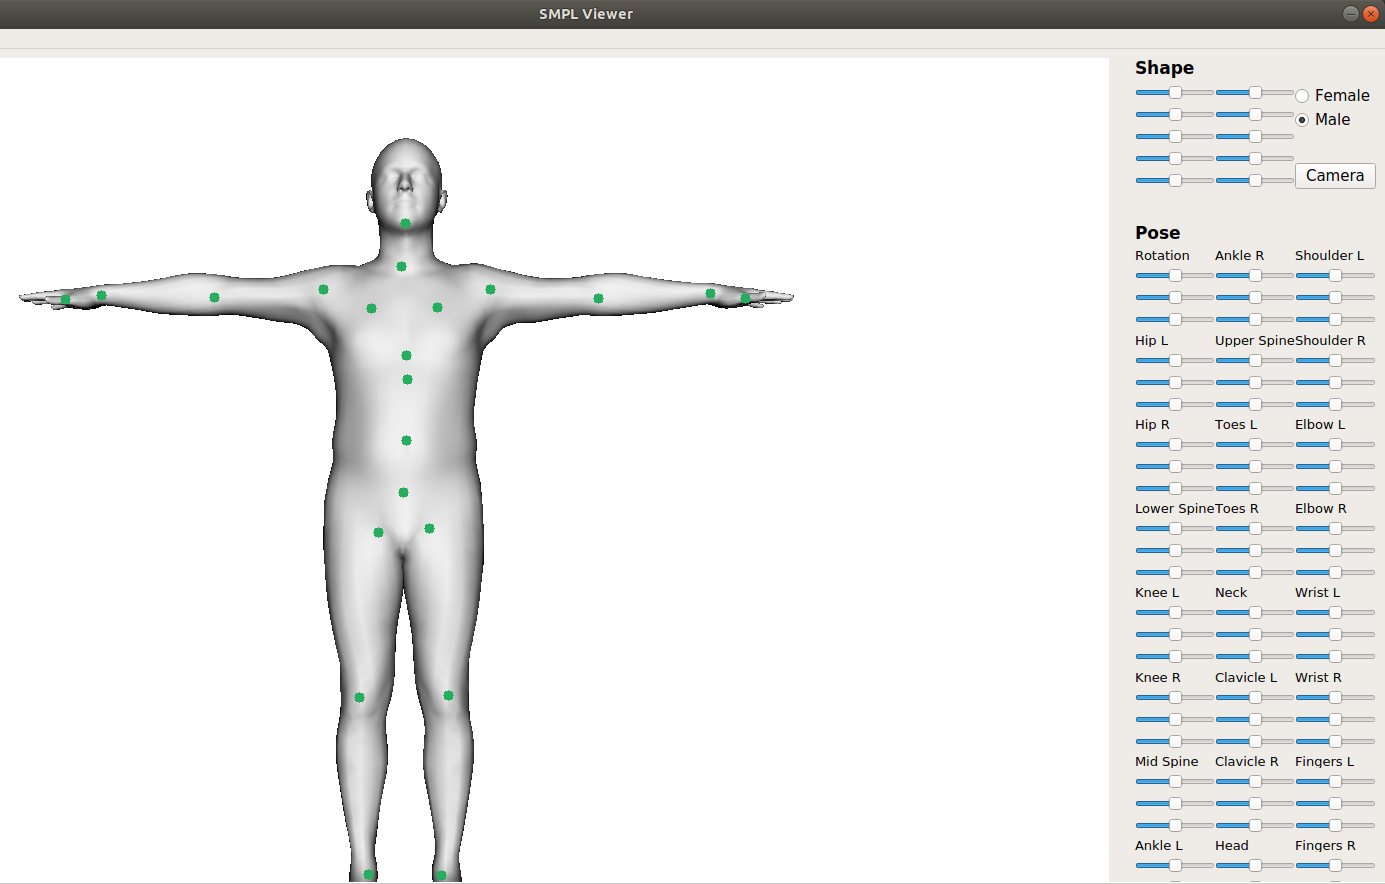 SMPL Viewer
Shape
Female
Male
Camera
Pose
Rotation Ankle R Shoulder L
Hip L Upper Spine Shoulder R
Hip R Toes L Elbow L
Lower Spine Toes R Elbow R
Knee L Neck Wrist L
Knee R Clavicle L Wrist R
Mid Spine Clavicle R Fingers L
Ankle L Head Fingers R